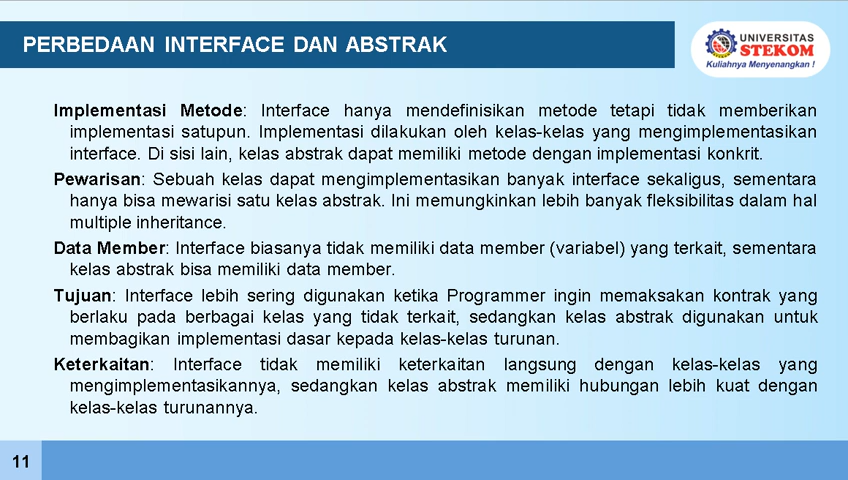 PERBEDAAN INTERFACE DAN ABSTRAK
UNIVERSITAS
STEKOM
Kuliahnya Menyenangkan !
Implementasi Metode: Interface hanya mendefinisikan metode tetapi tidak memberikan
implementasi satupun. Implementasi dilakukan oleh kelas-kelas yang mengimplementasikan
interface. Di sisi lain, kelas abstrak dapat memiliki metode dengan implementasi konkrit.
Pewarisan: Sebuah kelas dapat mengimplementasikan banyak interface sekaligus, sementara
hanya bisa mewarisi satu kelas abstrak. Ini memungkinkan lebih banyak fleksibilitas dalam hal
multiple inheritance.
Data Member: Interface biasanya tidak memiliki data member (variabel) yang terkait, sementara
kelas abstrak bisa memiliki data member.
Tujuan: Interface lebih sering digunakan ketika Programmer ingin memaksakan kontrak yang
berlaku pada berbagai kelas yang tidak terkait, sedangkan kelas abstrak digunakan untuk
membagikan implementasi dasar kepada kelas-kelas turunan.
Keterkaitan: Interface tidak memiliki keterkaitan langsung dengan kelas-kelas yang
mengimplementasikannya, sedangkan kelas abstrak memiliki hubungan lebih kuat dengan
kelas-kelas turunannya.
11